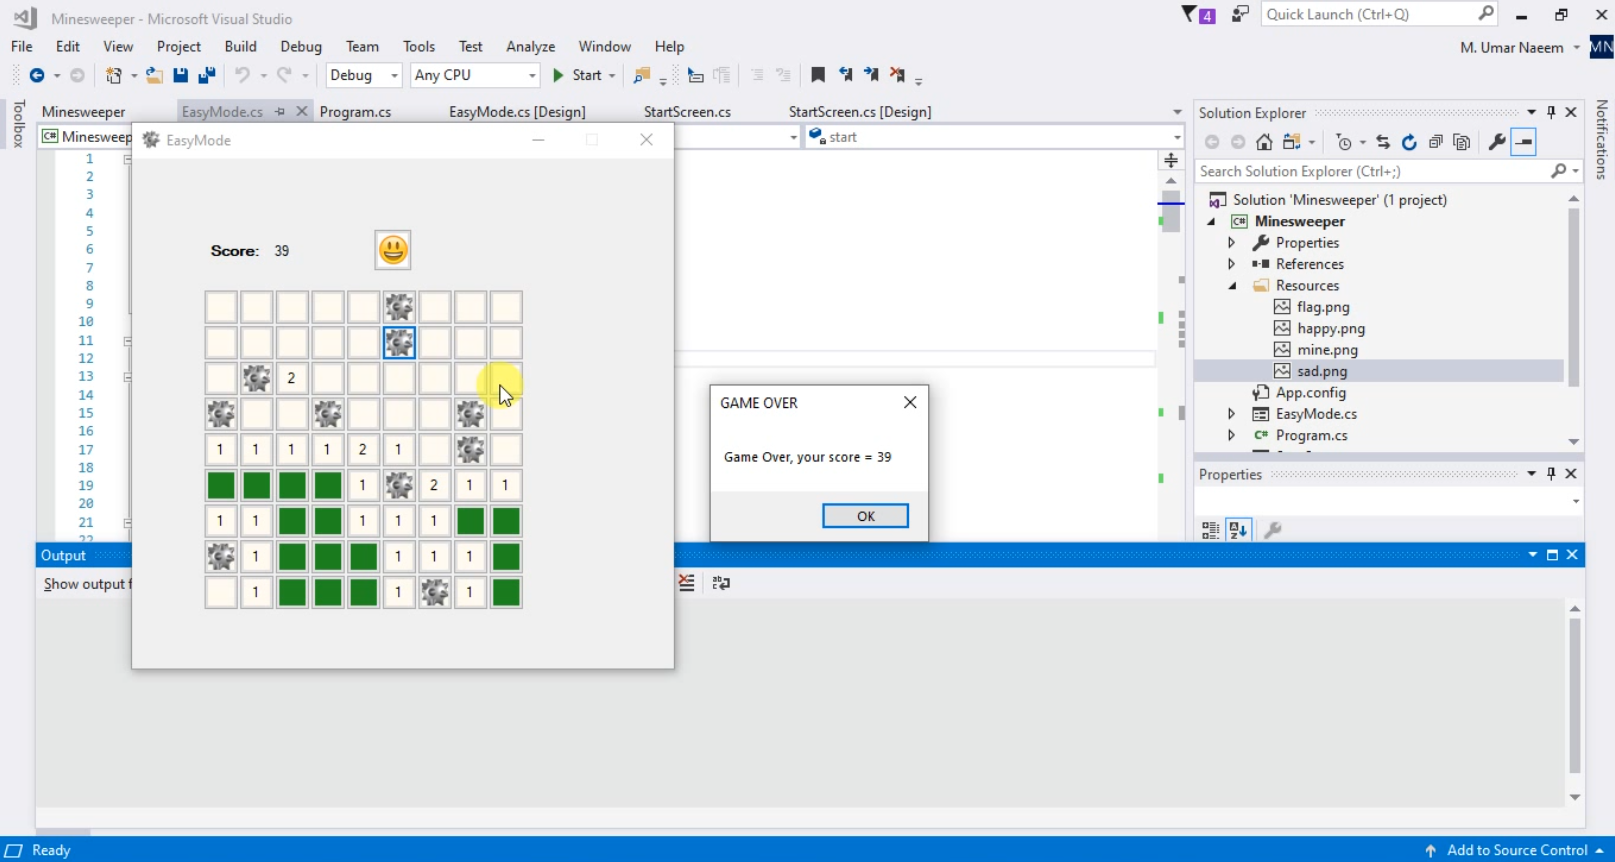 Minesweeper - Microsoft Visual Studio
4
Quick Launch (Ctrl+Q)
File Edit View Project Build Debug Team Tools Test Analyze Window Help
M. Umar Naeem
MN
Debug
Any CPU
Start
Toolbox
Minesweeper
EasyMode.cs
Program.cs
EasyMode.cs [Design]
StartScreen.cs
StartScreen.cs [Design]
Solution Explorer
Notifications
C# Minesweep
EasyMode
start
1
2
3
4
5
6
7
8
9
10
11
12
13
14
15
16
17
18
19
20
21
22
Search Solution Explorer (Ctrl+;)
Solution 'Minesweeper' (1 project)
C# Minesweeper
Properties
References
Resources
flag.png
happy.png
mine.png
sad.png
App.config
EasyMode.cs
C# Program.cs
Properties
Score: 39
2
1 1 1 1 2 1
1 2 1 1
1 1 1 1 1
1 1 1 1
1 1 1
GAME OVER
Game Over, your score = 39
OK
Output
Show output f
Ready
Add to Source Control